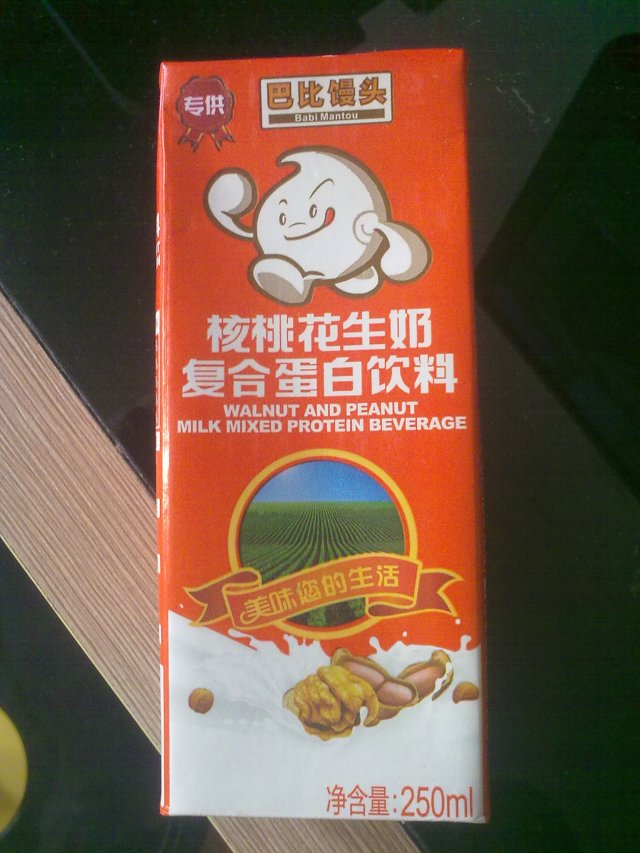 专供
巴比馒头
Babi Mantou
核桃花生奶
复合蛋白饮料
WALNUT AND PEANUT
MILK MIXED PROTEIN BEVERAGE
美味您的生活
净含量:250ml